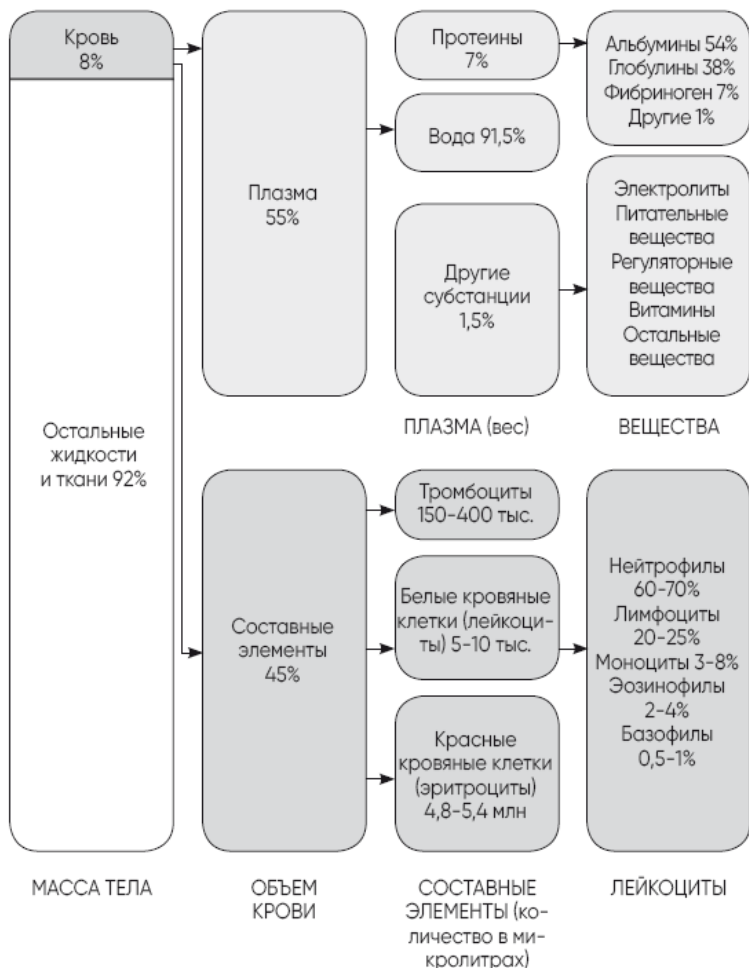 Кровь
8%
Остальные
жидкости
и ткани 92%
МАССА ТЕЛА
Плазма
55%
Составные
элементы
45%
ОБЪЕМ
КРОВИ
Протеины
7%
Вода 91,5%
Другие
субстанции
1,5%
ПЛАЗМА (вес)
Альбумины 54%
Глобулины 38%
Фибриноген 7%
Другие 1%
Электролиты
Питательные
вещества
Регуляторные
вещества
Витамины
Остальные
вещества
ВЕЩЕСТВА
Тромбоциты
150-400 тыс.
Белые кровяные
клетки (лейкоци-
ты) 5-10 тыс.
Красные
кровяные клетки
(эритроциты)
4,8-5,4 млн
СОСТАВНЫЕ
ЭЛЕМЕНТЫ (ко-
личество в ми-
кролитрах)
Нейтрофилы
60-70%
Лимфоциты
20-25%
Моноциты 3-8%
Эозинофилы
2-4%
Базофилы
0,5-1%
ЛЕЙКОЦИТЫ